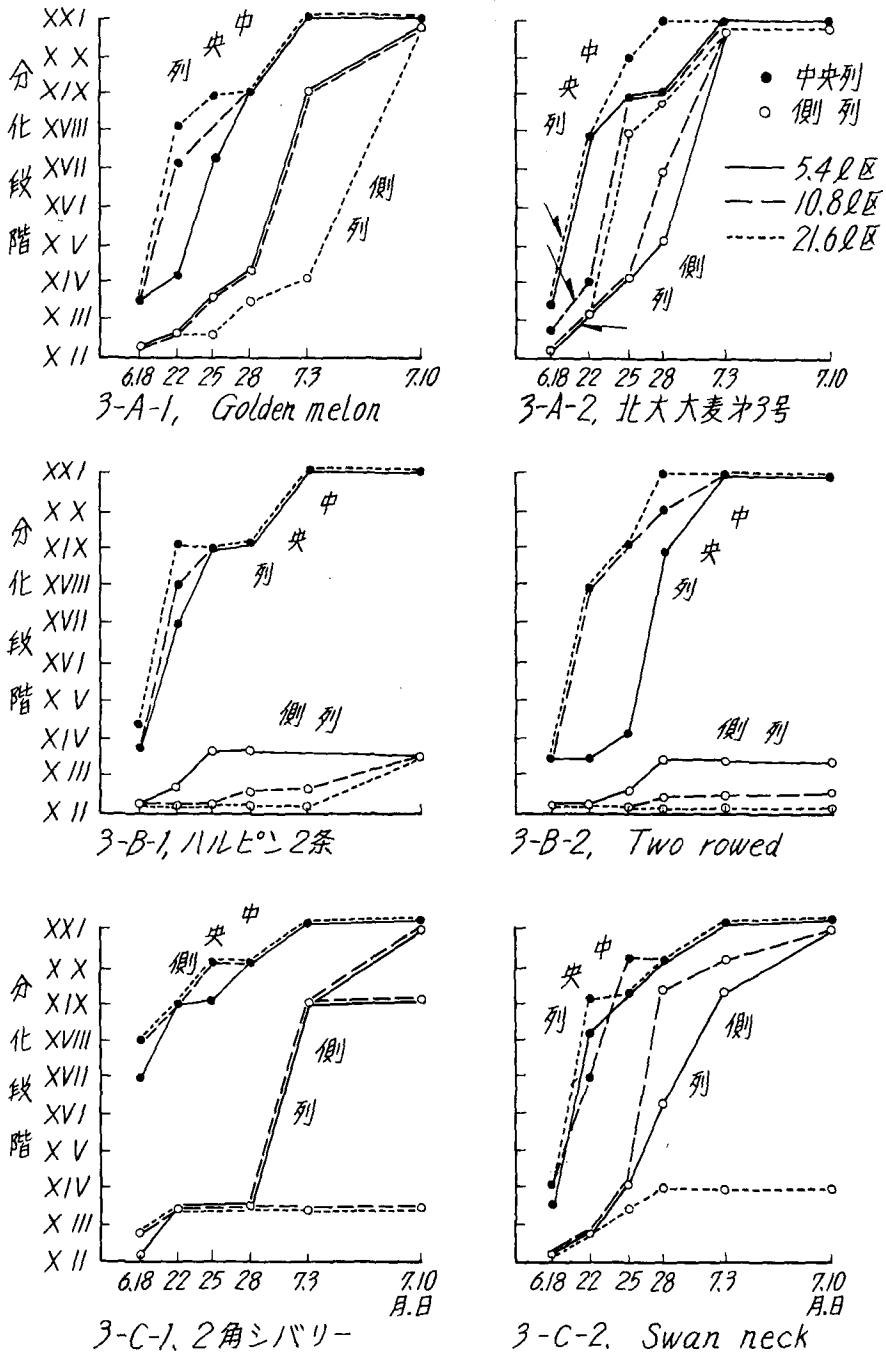 分化段階
XXI
XX
XIX
XVIII
XVII
XVI
XV
XIV
XIII
XII
中央列
側列
6.18 22 25 28 7.3 7.10
3-A-1, Golden melon
中央列
側列
● 中央列
○ 側列
5.4ℓ区
10.8ℓ区
21.6ℓ区
6.18 22 25 28 7.3 7.10
3-A-2, 北大大麦第3号
分化段階
XXI
XX
XIX
XVIII
XVII
XVI
XV
XIV
XIII
XII
中央列
側列
3-B-1, ハルピン2条
中央列
側列
3-B-2, Two rowed
分化段階
XXI
XX
XIX
XVIII
XVII
XVI
XV
XIV
XIII
XII
中央側
側列
6.18 22 25 28 7.3 7.10
月.日
3-C-1, 2角シバリー
中央列
側列
6.18 22 25 28 7.3 7.10
月.日
3-C-2. Swan neck